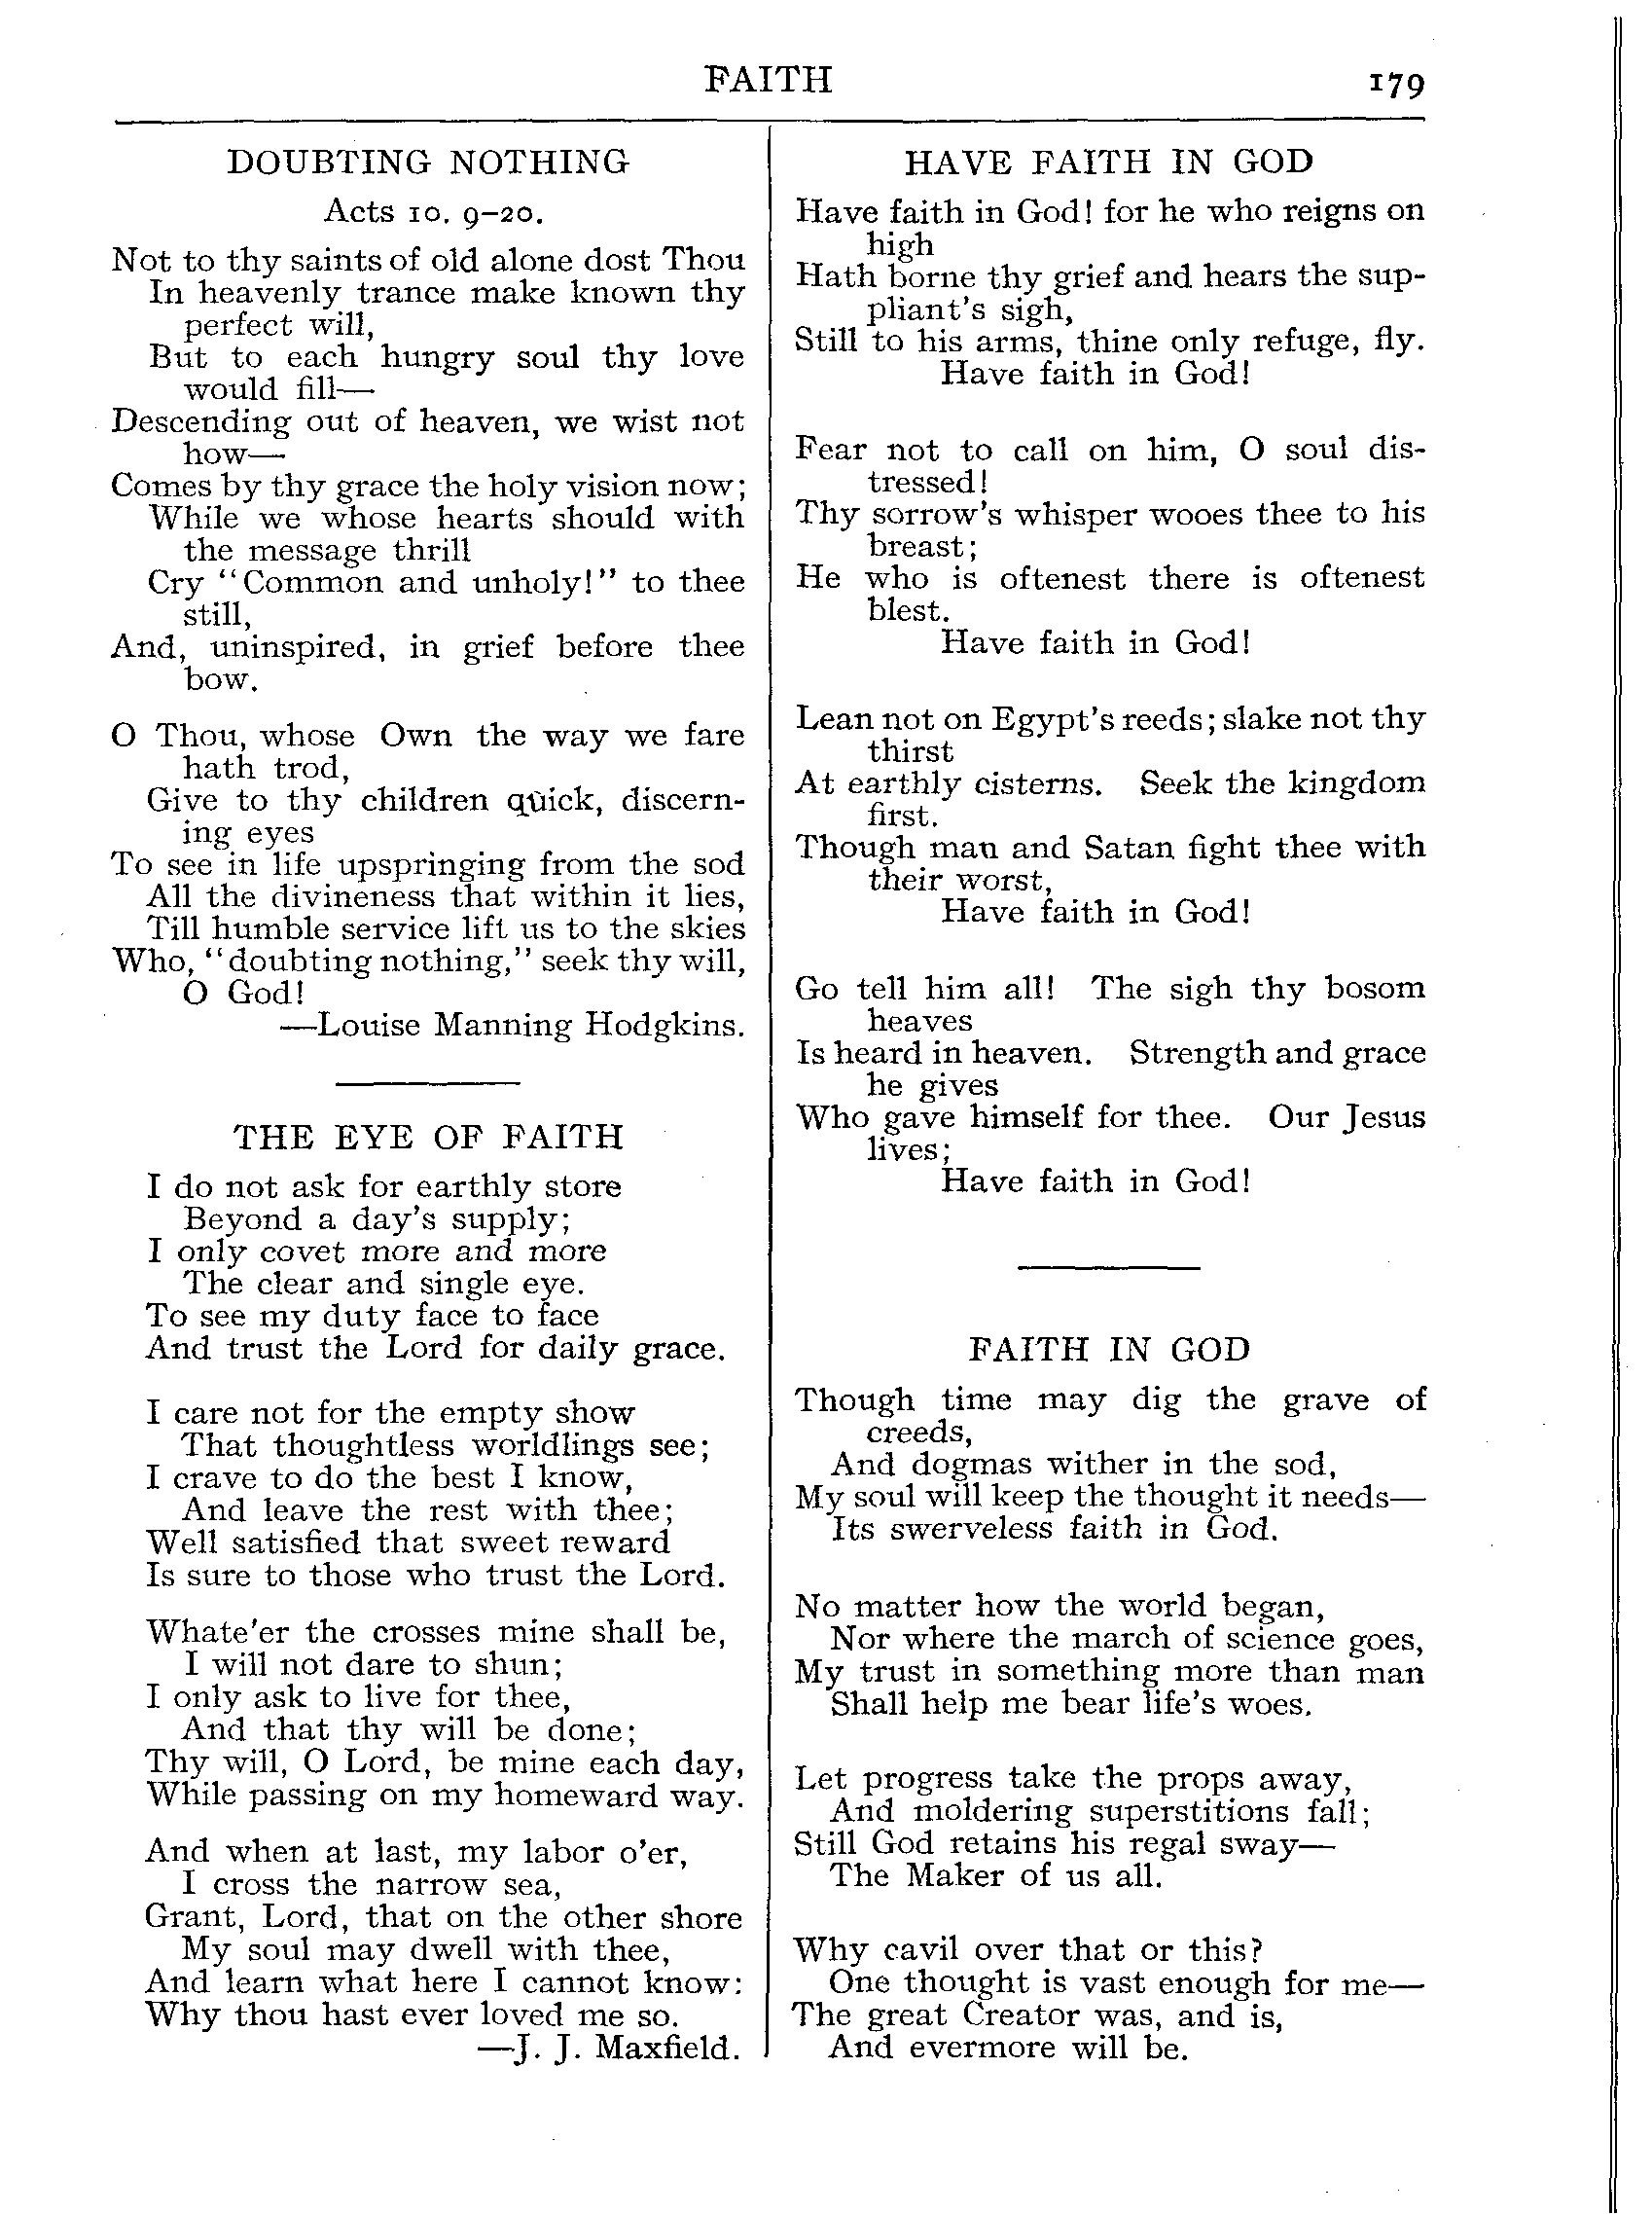 FAITH
179
DOUBTING NOTHING
Acts 10. 9–20.
Not to thy saints of old alone dost Thou
In heavenly trance make known thy
perfect will,
But to each hungry soul thy love
would fill—
Descending out of heaven, we wist not
how—
Comes by thy grace the holy vision now;
While we whose hearts should with
the message thrill
Cry "Common and unholy!" to thee
still,
And, uninspired, in grief before thee
bow.
O Thou, whose Own the way we fare
hath trod,
Give to thy children quick, discern-
ing eyes
To see in life upspringing from the sod
All the divineness that within it lies,
Till humble service lift us to the skies
Who, "doubting nothing," seek thy will,
O God!
—Louise Manning Hodgkins.
THE EYE OF FAITH
I do not ask for earthly store
Beyond a day's supply;
I only covet more and more
The clear and single eye.
To see my duty face to face
And trust the Lord for daily grace.
I care not for the empty show
That thoughtless worldlings see;
I crave to do the best I know,
And leave the rest with thee;
Well satisfied that sweet reward
Is sure to those who trust the Lord.
Whate'er the crosses mine shall be,
I will not dare to shun;
I only ask to live for thee,
And that thy will be done;
Thy will, O Lord, be mine each day,
While passing on my homeward way.
And when at last, my labor o'er,
I cross the narrow sea,
Grant, Lord, that on the other shore
My soul may dwell with thee,
And learn what here I cannot know:
Why thou hast ever loved me so.
—J. J. Maxfield.
HAVE FAITH IN GOD
Have faith in God! for he who reigns on
high
Hath borne thy grief and hears the sup-
pliant's sigh,
Still to his arms, thine only refuge, fly.
Have faith in God!
Fear not to call on him, O soul dis-
tressed!
Thy sorrow's whisper wooes thee to his
breast;
He who is oftenest there is oftenest
blest.
Have faith in God!
Lean not on Egypt's reeds; slake not thy
thirst
At earthly cisterns. Seek the kingdom
first.
Though man and Satan fight thee with
their worst,
Have faith in God!
Go tell him all! The sigh thy bosom
heaves
Is heard in heaven. Strength and grace
he gives
Who gave himself for thee. Our Jesus
lives;
Have faith in God!
FAITH IN GOD
Though time may dig the grave of
creeds,
And dogmas wither in the sod,
My soul will keep the thought it needs—
Its swerveless faith in God.
No matter how the world began,
Nor where the march of science goes,
My trust in something more than man
Shall help me bear life's woes.
Let progress take the props away,
And moldering superstitions fall;
Still God retains his regal sway—
The Maker of us all.
Why cavil over that or this?
One thought is vast enough for me—
The great Creator was, and is,
And evermore will be.